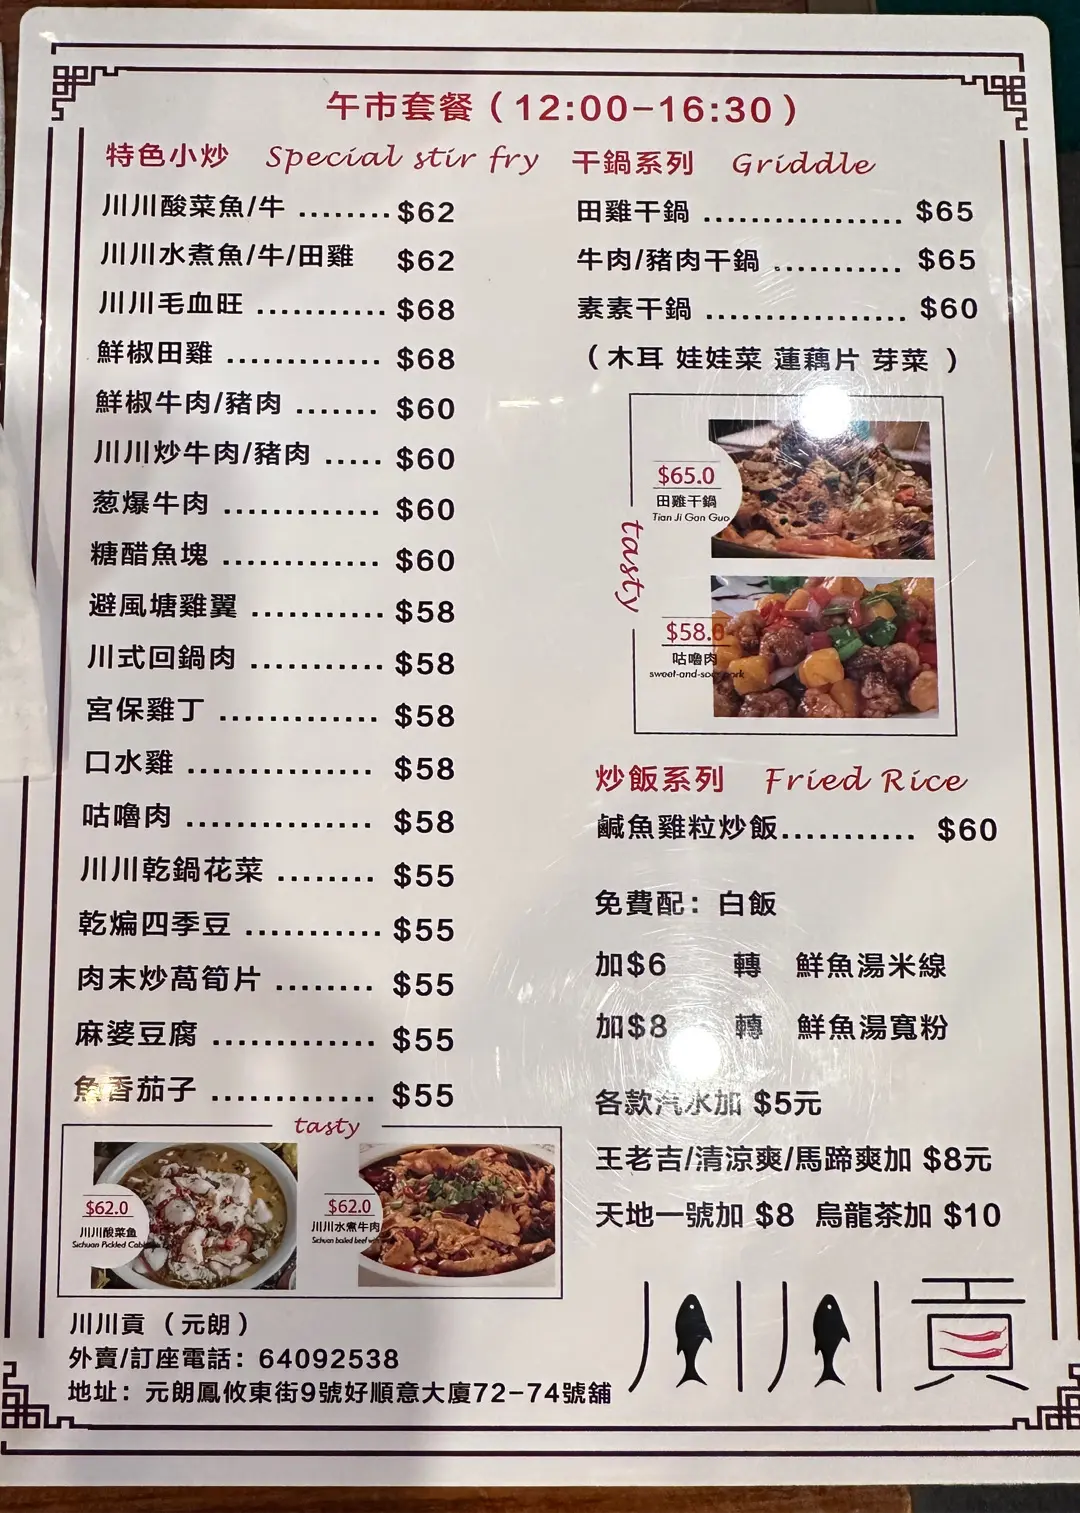 午市套餐（12:00-16:30）
特色小炒 Special stir fry
川川酸菜魚/牛 ........ $62
川川水煮魚/牛/田雞 $62
川川毛血旺 ........... $68
鮮椒田雞 ............. $68
鮮椒牛肉/豬肉 ....... $60
川川炒牛肉/豬肉 ..... $60
葱爆牛肉 ............. $60
糖醋魚塊 ............. $60
避風塘雞翼 ........... $58
川式回鍋肉 ........... $58
宮保雞丁 ............. $58
口水雞 ............... $58
咕嚕肉 ............... $58
川川乾鍋花菜 ........ $55
乾煸四季豆 ........... $55
肉末炒萵筍片 ........ $55
麻婆豆腐 ............. $55
魚香茄子 ............. $55
tasty
$62.0
川川酸菜魚
Sichuan Pickled
$62.0
川川水煮牛肉
Sichuan boiled beef
干鍋系列 Griddle
田雞干鍋 ................. $65
牛肉/豬肉干鍋 ........... $65
素素干鍋 ................. $60
（木耳 娃娃菜 蓮藕片 芽菜 ）
tasty
$65.0
田雞干鍋
Tian Ji Gan Guo
$58.0
咕嚕肉
sweet-and-sour pork
炒飯系列 Fried Rice
鹹魚雞粒炒飯........... $60
免費配：白飯
加$6 轉 鮮魚湯米線
加$8 轉 鮮魚湯寬粉
各款汽水加 $5元
王老吉/清涼爽/馬蹄爽加 $8元
天地一號加 $8 烏龍茶加 $10
川川貢（元朗）
外賣/訂座電話：64092538
地址：元朗鳳攸東街9號好順意大廈72-74號舖
川川貢